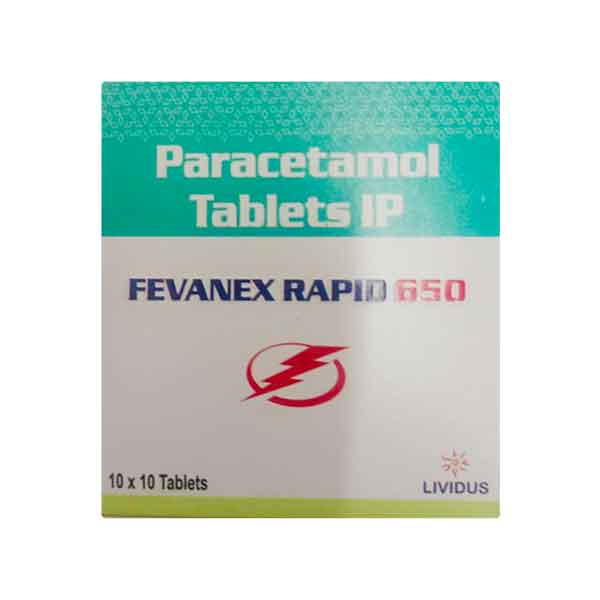 Paracetamol
Tablets IP
FEVANEX RAPID 650
10 x 10 Tablets
LIVIDUS